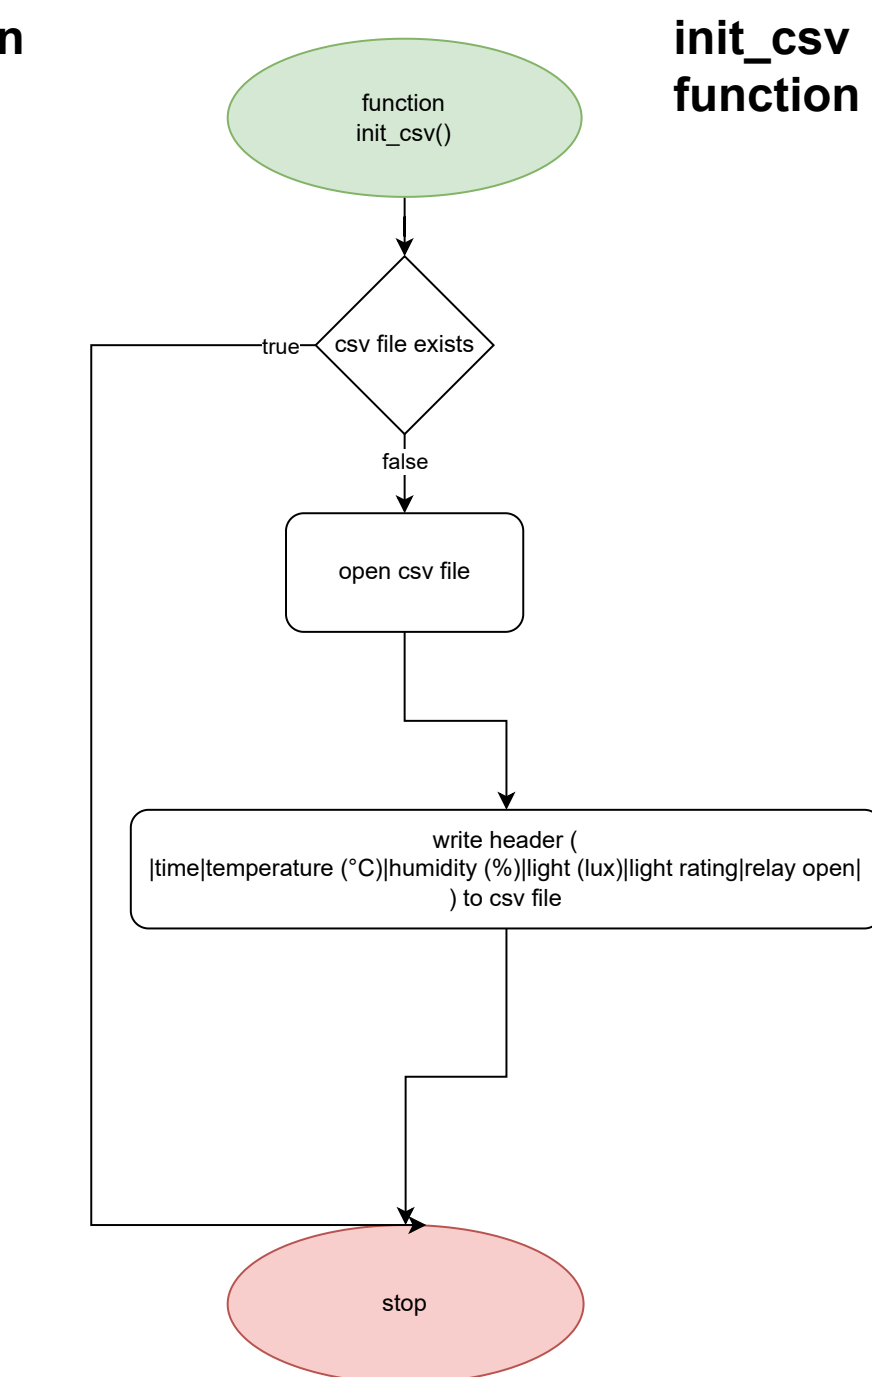 n
init_csv
function
function
init_csv()
csv file exists
true
false
open csv file
write header (
|time|temperature (°C)|humidity (%)|light (lux)|light rating|relay open|
) to csv file
stop